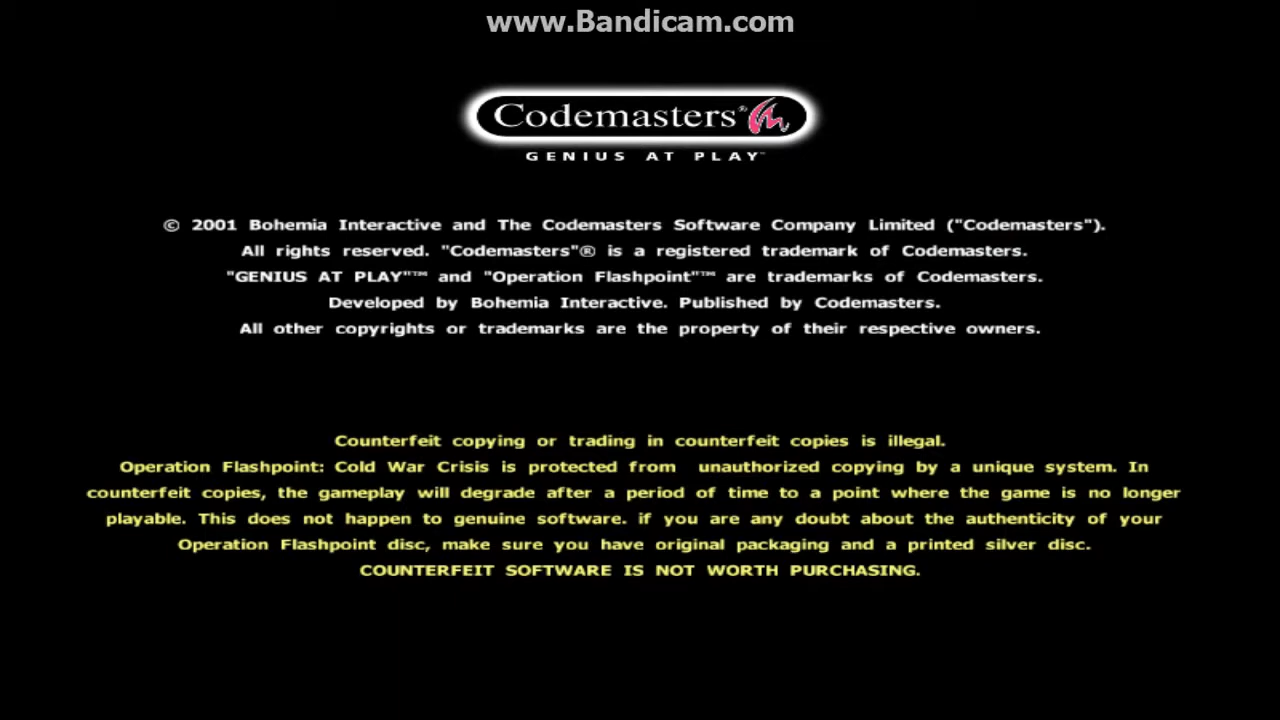 www.Bandicam.com
Codemasters®
GENIUS AT PLAY™
© 2001 Bohemia Interactive and The Codemasters Software Company Limited ("Codemasters").
All rights reserved. "Codemasters"® is a registered trademark of Codemasters.
"GENIUS AT PLAY"™ and "Operation Flashpoint"™ are trademarks of Codemasters.
Developed by Bohemia Interactive. Published by Codemasters.
All other copyrights or trademarks are the property of their respective owners.
Counterfeit copying or trading in counterfeit copies is illegal.
Operation Flashpoint: Cold War Crisis is protected from unauthorized copying by a unique system. In
counterfeit copies, the gameplay will degrade after a period of time to a point where the game is no longer
playable. This does not happen to genuine software. if you are any doubt about the authenticity of your
Operation Flashpoint disc, make sure you have original packaging and a printed silver disc.
COUNTERFEIT SOFTWARE IS NOT WORTH PURCHASING.